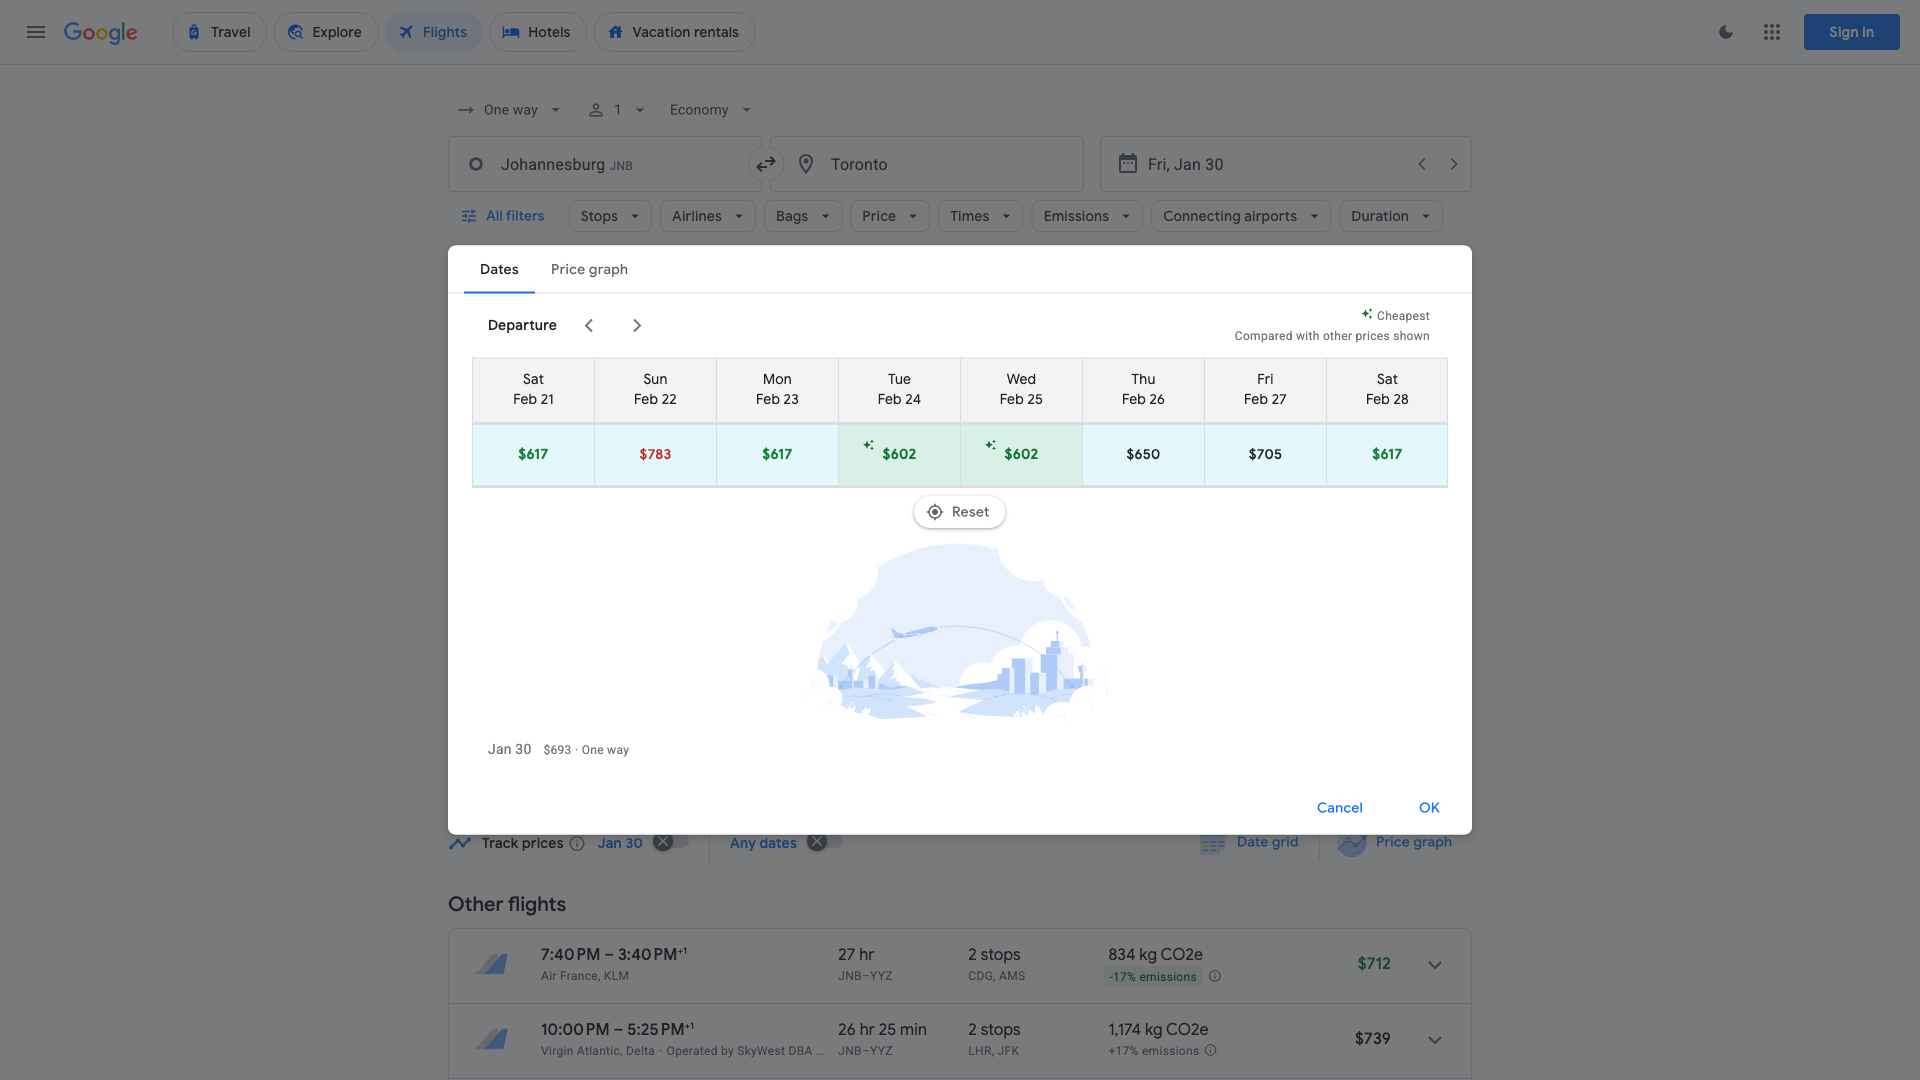 Google
Travel
Explore
Flights
Hotels
Vacation rentals
Sign in
One way
1
Economy
Johannesburg JNB
Toronto
Fri, Jan 30
All filters
Stops
Airlines
Bags
Price
Times
Emissions
Connecting airports
Duration
Dates
Price graph
Departure
Cheapest
Compared with other prices shown
Sat
Feb 21
Sun
Feb 22
Mon
Feb 23
Tue
Feb 24
Wed
Feb 25
Thu
Feb 26
Fri
Feb 27
Sat
Feb 28
$617
$783
$617
$602
$602
$650
$705
$617
Reset
Jan 30 $693 · One way
Cancel
OK
Track prices
Jan 30
Any dates
Date grid
Price graph
Other flights
7:40 PM – 3:40 PM+1
Air France, KLM
27 hr
JNB–YYZ
2 stops
CDG, AMS
834 kg CO2e
-17% emissions
$712
10:00 PM – 5:25 PM+1
Virgin Atlantic, Delta · Operated by SkyWest DBA ...
26 hr 25 min
JNB–YYZ
2 stops
LHR, JFK
1,174 kg CO2e
+17% emissions
$739